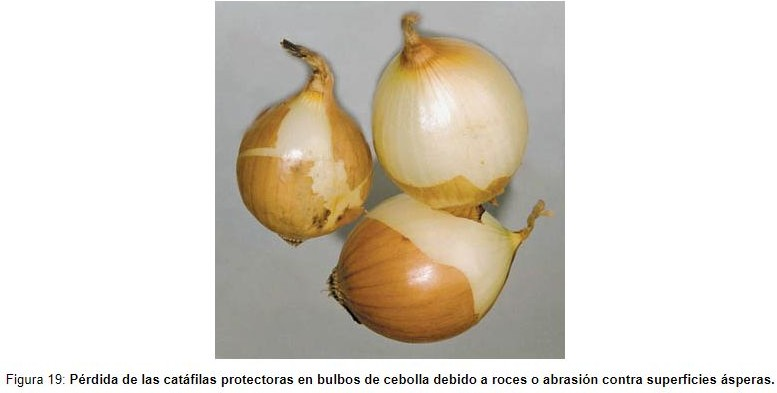 Figura 19: Pérdida de las catáfilas protectoras en bulbos de cebolla debido a roces o abrasión contra superficies ásperas.